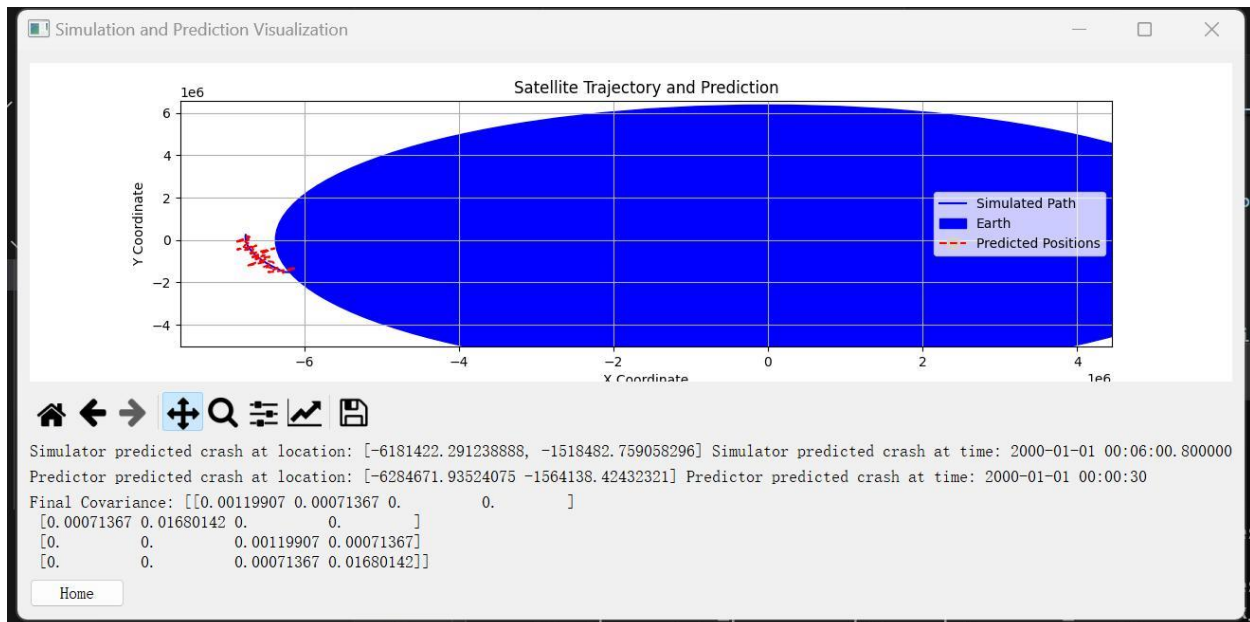 Simulation and Prediction Visualization
Satellite Trajectory and Prediction
1e6
6
4
2
0
−2
−4
Y Coordinate
Simulated Path
Earth
Predicted Positions
−6 −4 −2 0 2 4
X Coordinate
1e6
Simulator predicted crash at location: [-6181422.291238888, -1518482.759058296] Simulator predicted crash at time: 2000-01-01 00:06:00.800000
Predictor predicted crash at location: [-6284671.93524075 -1564138.42432321] Predictor predicted crash at time: 2000-01-01 00:00:30
Final Covariance: [[0.00119907 0.00071367 0. 0. ]
[0.00071367 0.01680142 0. 0. ]
[0. 0. 0.00119907 0.00071367]
[0. 0. 0.00071367 0.01680142]]
Home